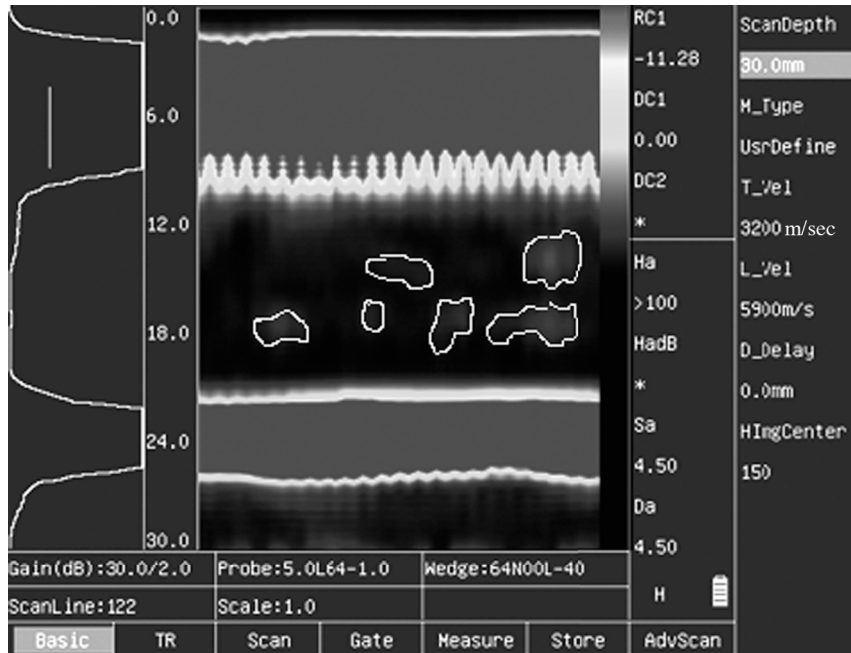 0.0
6.0
12.0
18.0
24.0
30.0
RC1
-11.28
DC1
0.00
DC2
*
Ha
>100
HadB
*
Sa
4.50
Da
4.50
H
ScanDepth
30.0mm
M_Type
UsrDefine
T_Vel
3200 m/sec
L_Vel
5900m/s
D_Delay
0.0mm
HImgCenter
150
Gain(dB):30.0/2.0 Probe:5.0L64-1.0 Wedge:64N00L-40
ScanLine:122 Scale:1.0
Basic TR Scan Gate Measure Store AdvScan